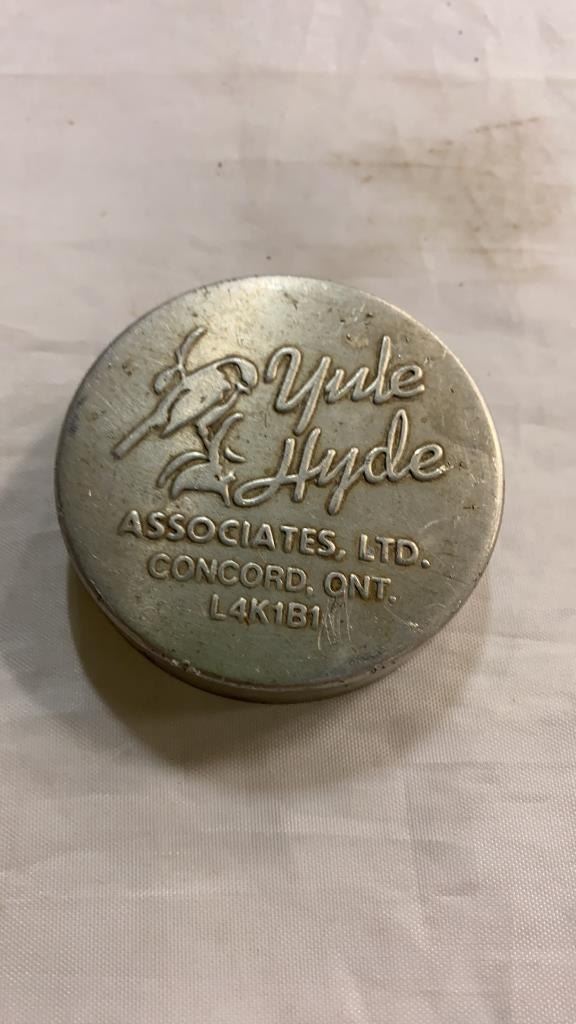 Yule
Hyde
ASSOCIATES, LTD.
CONCORD, ONT.
L4K1B1